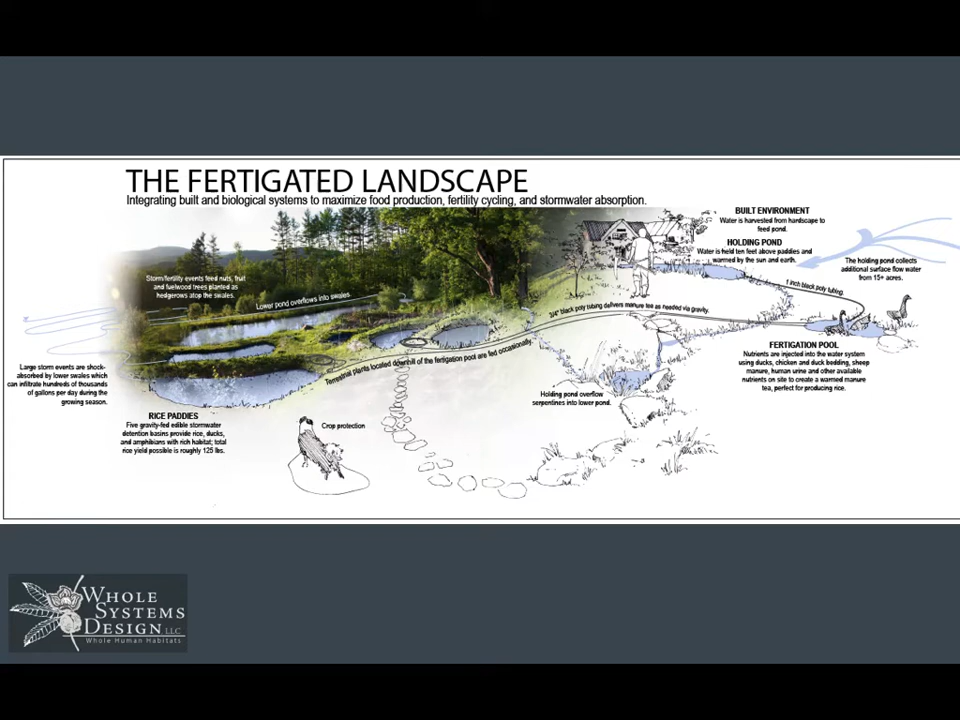 THE FERTIGATED LANDSCAPE
Integrating built and biological systems to maximize food production, fertility cycling, and stormwater absorption.
BUILT ENVIRONMENT
Water is harvested from hardscape to
feed pond.
HOLDING POND
Water is held ten feet above paddies and
warmed by the sun and earth.
The holding pond collects
additional surface flow water
from 15+ acres.
1 inch black poly tubing.
Storm/fertility events feed nuts, fruit
and fuelwood trees planted as
hedgerows atop the swales.
Lower pond overflows into swales
3/4" black poly tubing delivers manure tea as needed via gravity.
Terrestrial plants located downhill of the fertigation pool are fed occasionally.
FERTIGATION POOL
Nutrients are injected into the water system
using ducks, chicken and duck bedding, sheep
manure, human urine and other available
nutrients on site to create a warmed manure
tea, perfect for producing rice.
Large storm events are shock-
absorbed by lower swales which
can infiltrate hundreds of thousands
of gallons per day during the
growing season.
Holding pond overflow
serpentines into lower pond.
RICE PADDIES
Five gravity-fed edible stormwater
detention basins provide rice, ducks,
and amphibians with rich habitat; total
rice yield possible is roughly 125 lbs.
Crop protection
WHOLE
SYSTEMS
DESIGN LLC
Whole Human Habitats